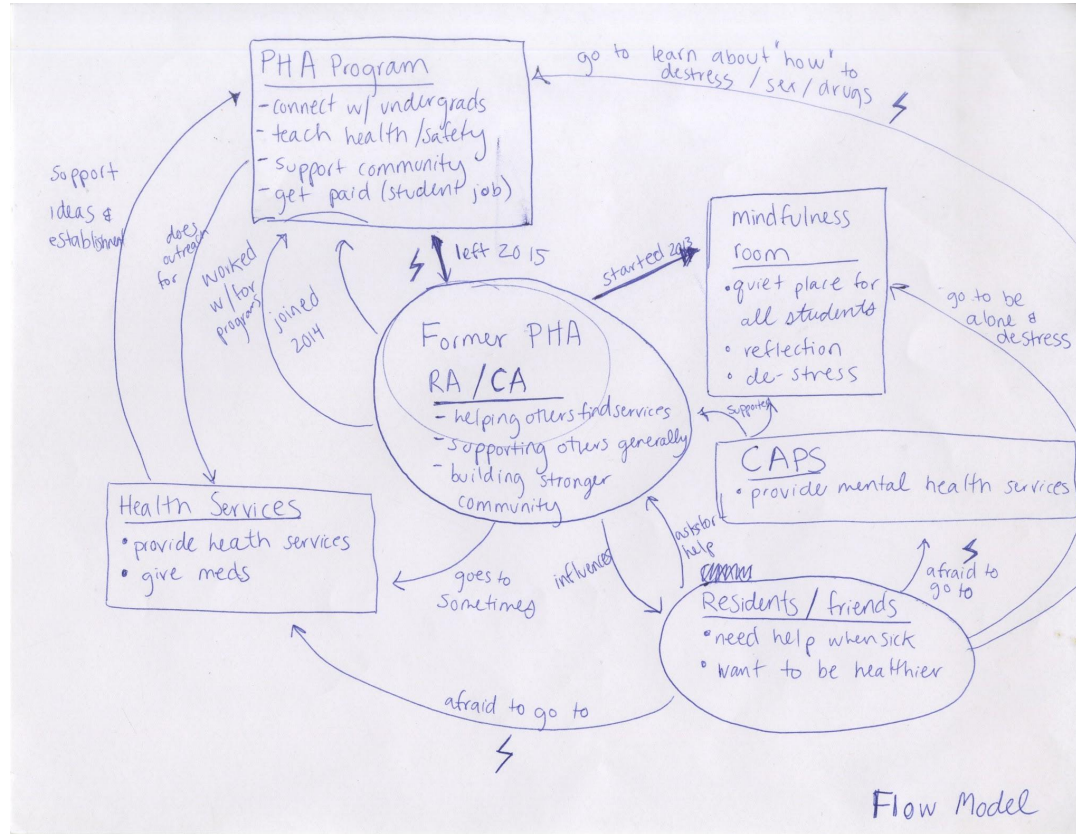 PHA Program
- connect w/ undergrads
- teach health/safety
- support community
- get paid (student job)
go to learn about "how" to
destress / sex / drugs
support
ideas &
establishment
does
outreach
for
worked
w/for
programs
joined
2014
left 2015
started 2013
mindfulness
room
• quiet place for
all students
• reflection
• de-stress
go to be
alone &
destress
Former PHA
RA / CA
- helping others find services
- supporting others generally
- building stronger
community
supported
CAPS
• provide mental health services
Health Services
• provide heath services
• give meds
goes to
sometimes
influences
asks for
help
afraid to
go to
Residents / friends
• need help when sick
• want to be healthier
afraid to go to
Flow Model